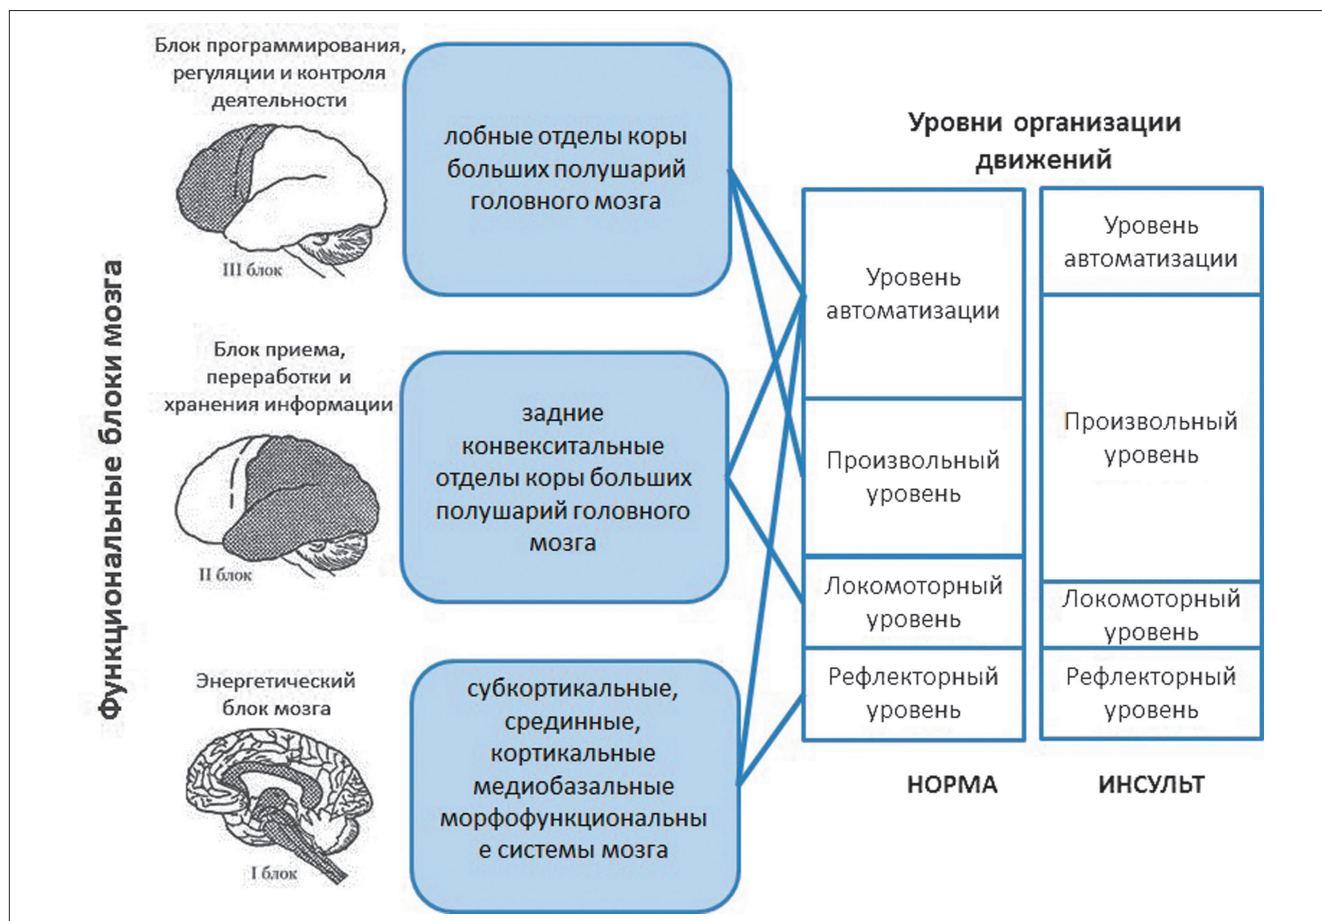 Функциональные блоки мозга
Блок программирования,
регуляции и контроля
деятельности
III блок
лобные отделы коры
больших полушарий
головного мозга
Блок приема,
переработки и
хранения информации
II блок
задние
конвекситальные
отделы коры больших
полушарий головного
мозга
Энергетический
блок мозга
I блок
субкортикальные,
срединные,
кортикальные
медиобазальные
морфофункциональны
е системы мозга
Уровни организации
движений
Уровень
автоматизации
Произвольный
уровень
Локомоторный
уровень
Рефлекторный
уровень
НОРМА
Уровень
автоматизации
Произвольный
уровень
Локомоторный
уровень
Рефлекторный
уровень
ИНСУЛЬТ